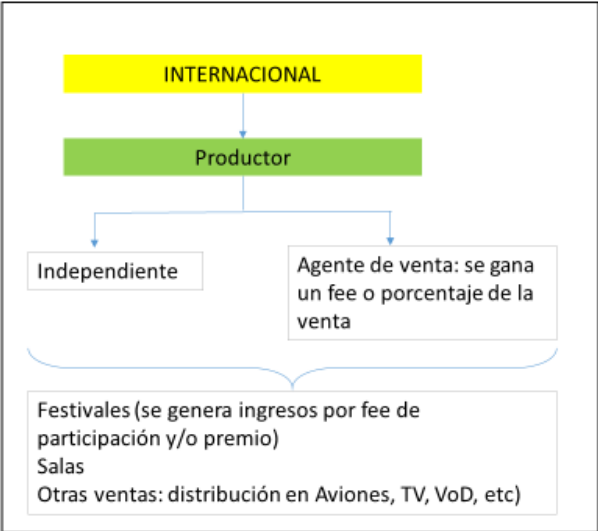 INTERNACIONAL
Productor
Independiente
Agente de venta: se gana
un fee o porcentaje de la
venta
Festivales (se genera ingresos por fee de
participación y/o premio)
Salas
Otras ventas: distribución en Aviones, TV, VoD, etc)